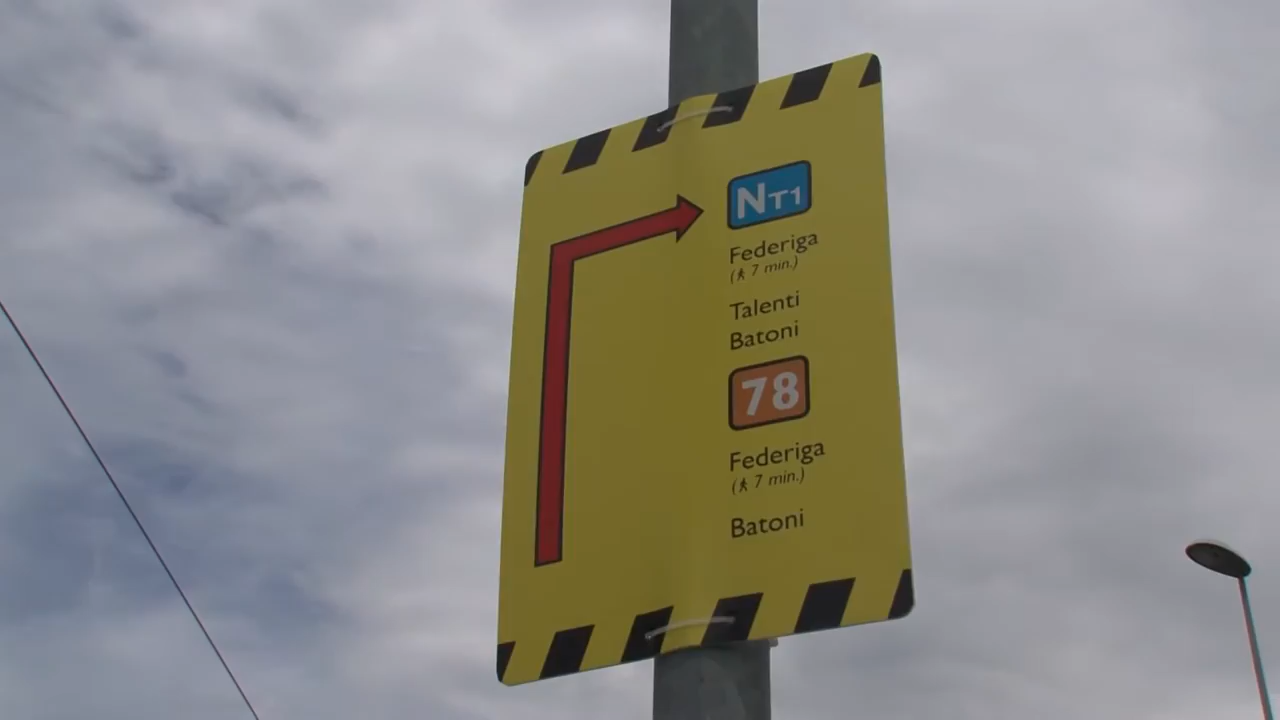 NT1
Federiga
(7 min.)
Talenti
Batoni
78
Federiga
(7 min.)
Batoni